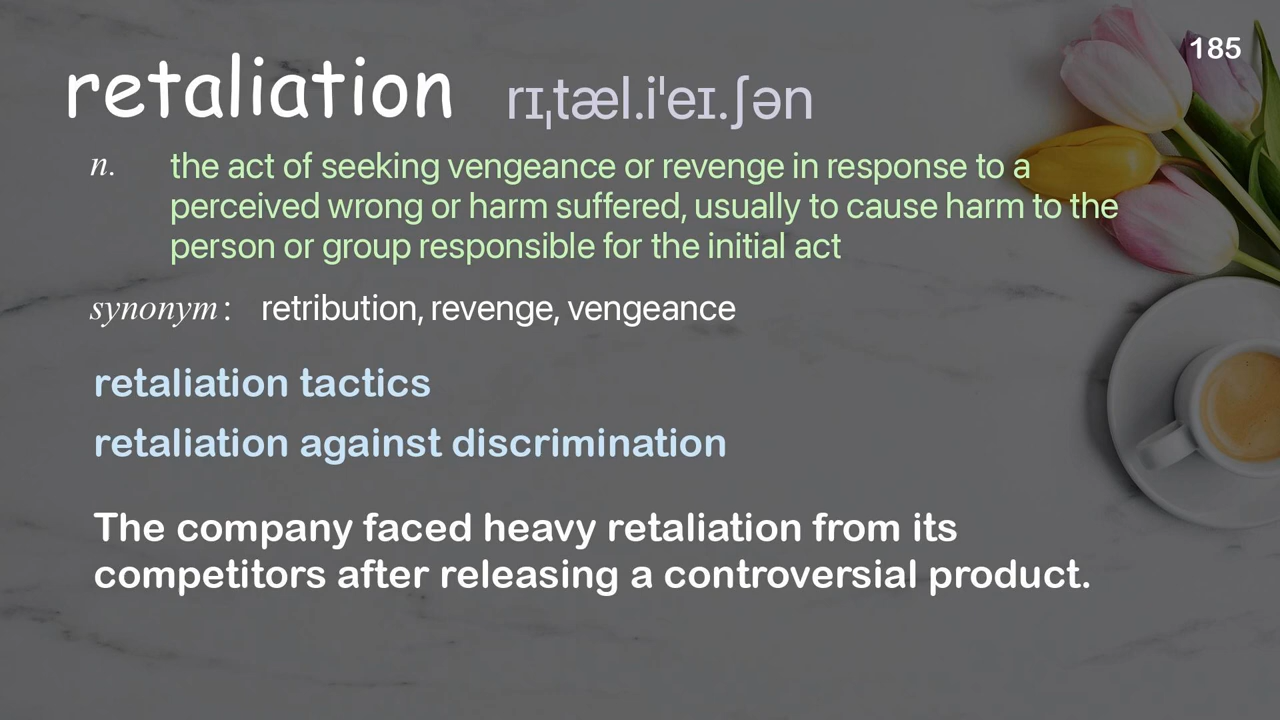 185
retaliation rɪˌtæl.iˈeɪ.ʃən
n. the act of seeking vengeance or revenge in response to a
perceived wrong or harm suffered, usually to cause harm to the
person or group responsible for the initial act
synonym: retribution, revenge, vengeance
retaliation tactics
retaliation against discrimination
The company faced heavy retaliation from its
competitors after releasing a controversial product.